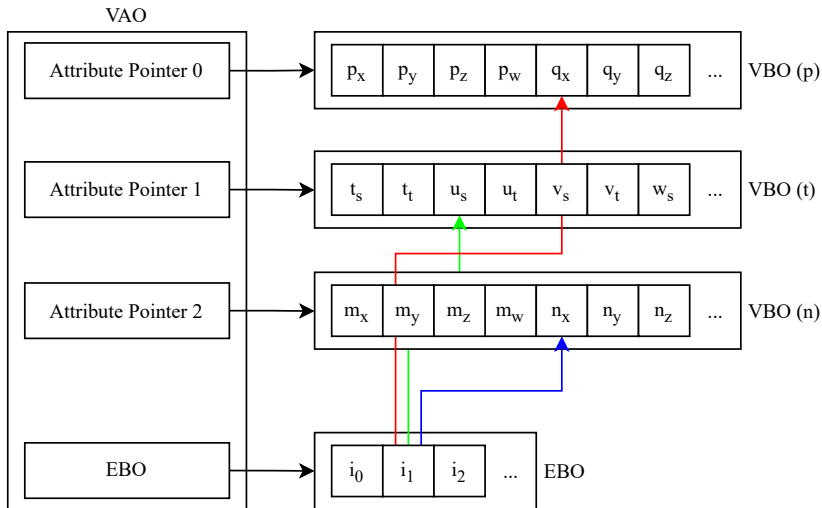 VAO
Attribute Pointer 0
p_x p_y p_z p_w q_x q_y q_z ...
VBO (p)
Attribute Pointer 1
t_s t_t u_s u_t v_s v_t w_s ...
VBO (t)
Attribute Pointer 2
m_x m_y m_z m_w n_x n_y n_z ...
VBO (n)
EBO
i_0 i_1 i_2 ...
EBO